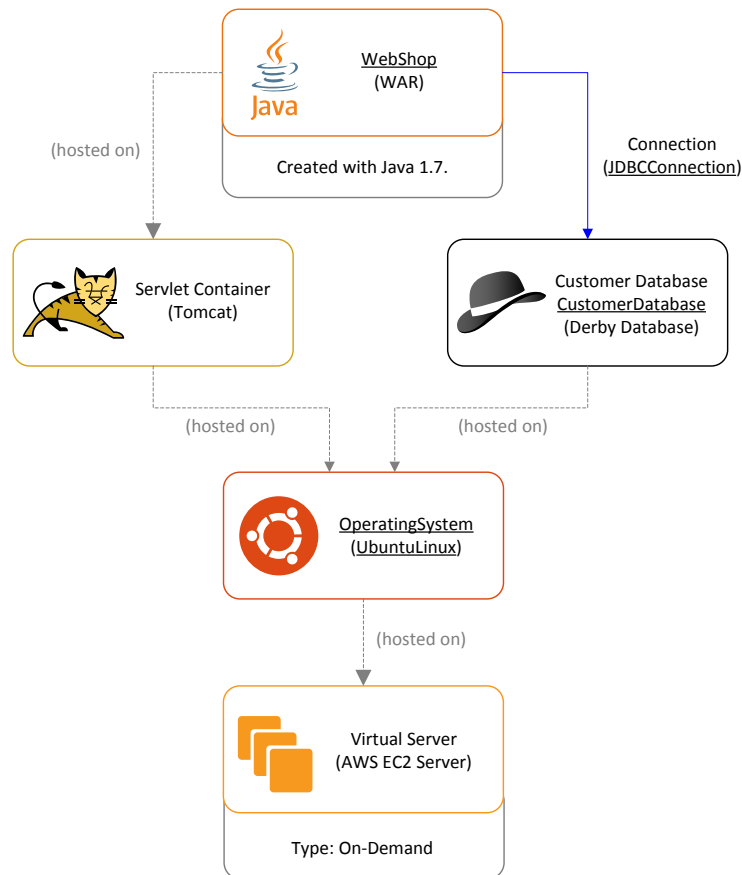 WebShop
(WAR)
Java
Created with Java 1.7.
(hosted on)
Connection
(JDBCConnection)
Servlet Container
(Tomcat)
Customer Database
CustomerDatabase
(Derby Database)
(hosted on)
(hosted on)
OperatingSystem
(UbuntuLinux)
(hosted on)
Virtual Server
(AWS EC2 Server)
Type: On-Demand